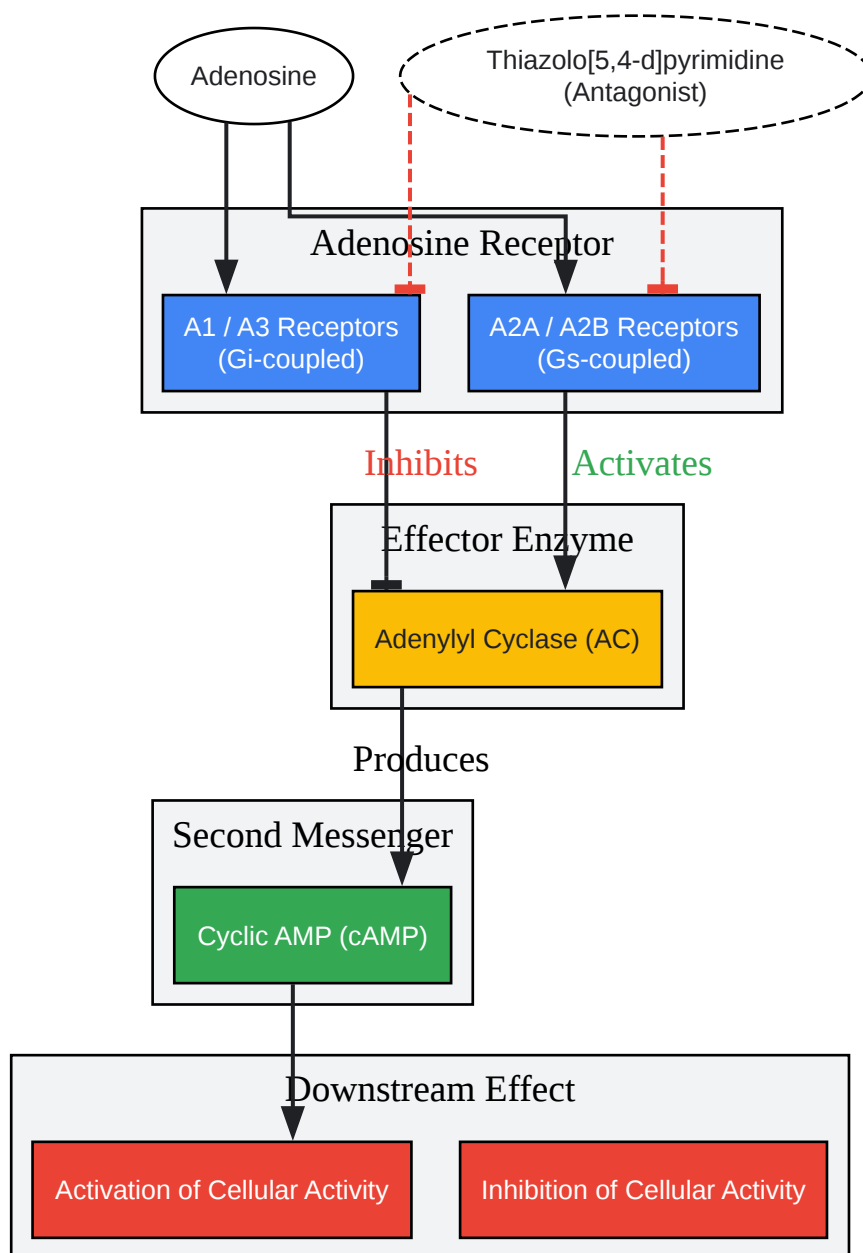 Adenosine
Thiazolo[5,4-d]pyrimidine
(Antagonist)
Adenosine Receptor
A1 / A3 Receptors
(Gi-coupled)
A2A / A2B Receptors
(Gs-coupled)
Inhibits
Activates
Effector Enzyme
Adenylyl Cyclase (AC)
Produces
Second Messenger
Cyclic AMP (cAMP)
Downstream Effect
Activation of Cellular Activity
Inhibition of Cellular Activity